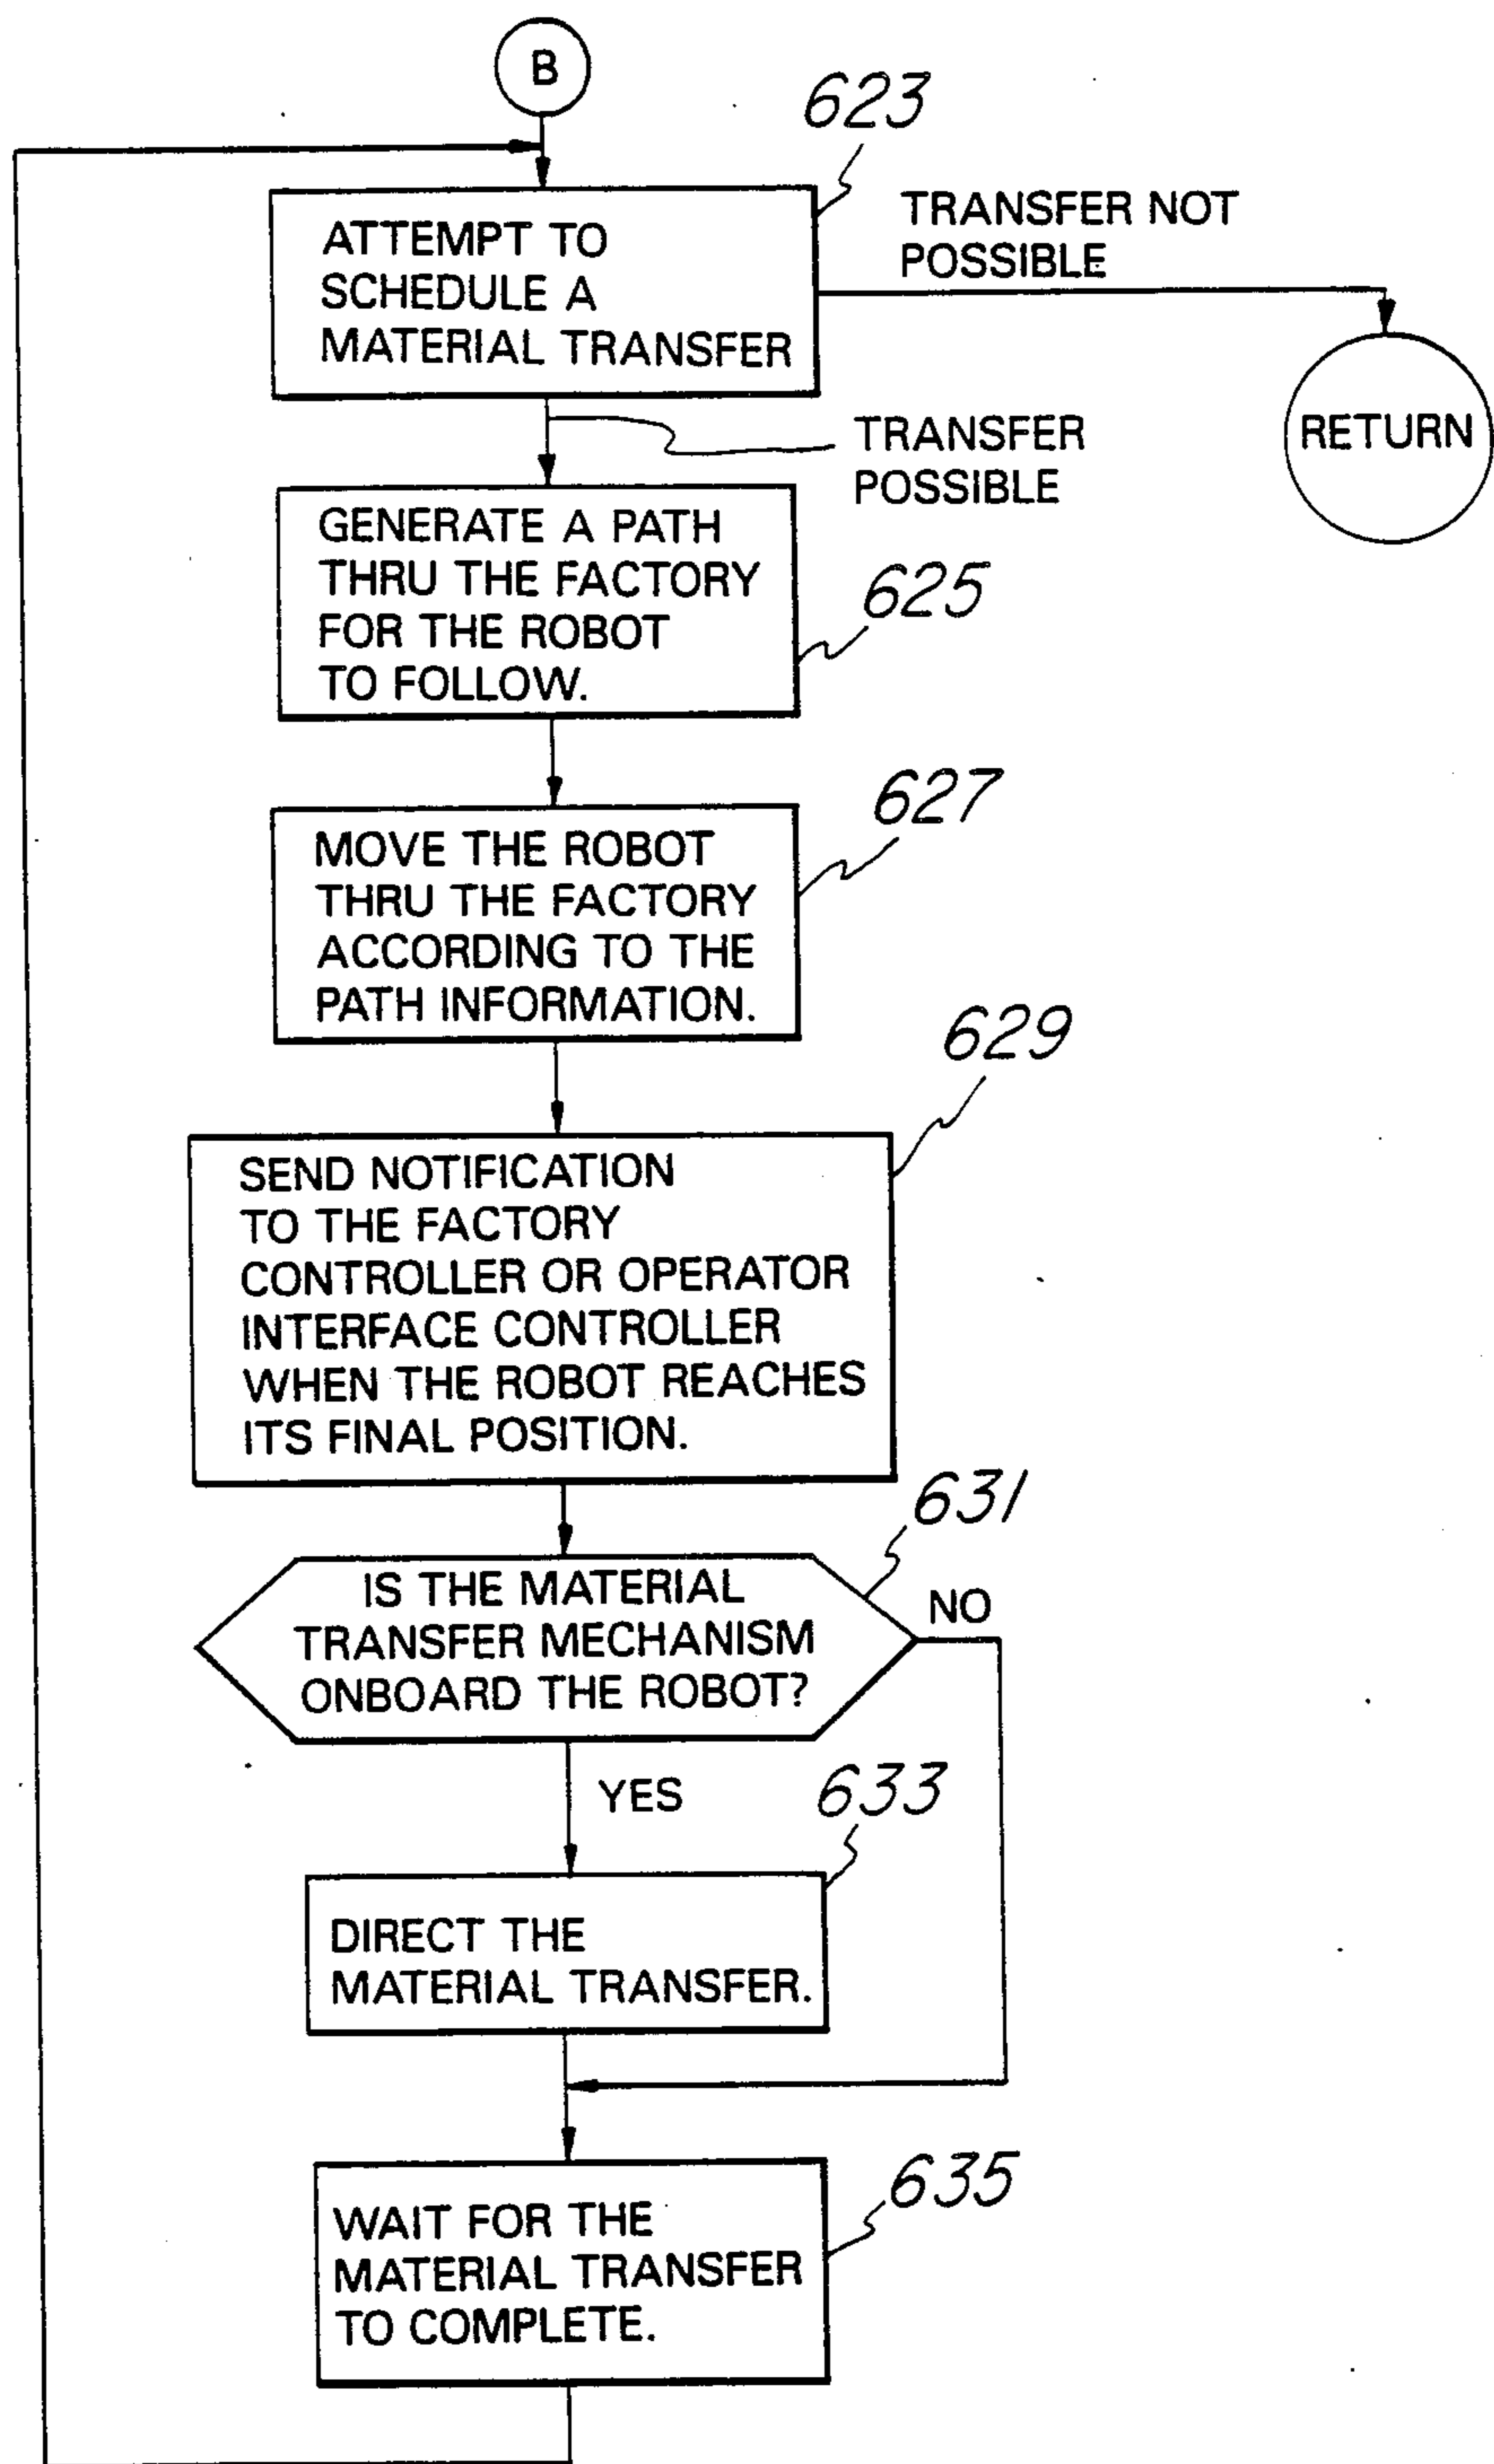 B
623
ATTEMPT TO
SCHEDULE A
MATERIAL TRANSFER
TRANSFER NOT
POSSIBLE
RETURN
TRANSFER
POSSIBLE
GENERATE A PATH
THRU THE FACTORY
FOR THE ROBOT
TO FOLLOW.
625
627
MOVE THE ROBOT
THRU THE FACTORY
ACCORDING TO THE
PATH INFORMATION.
629
SEND NOTIFICATION
TO THE FACTORY
CONTROLLER OR OPERATOR
INTERFACE CONTROLLER
WHEN THE ROBOT REACHES
ITS FINAL POSITION.
631
IS THE MATERIAL
TRANSFER MECHANISM
ONBOARD THE ROBOT?
NO
YES
633
DIRECT THE
MATERIAL TRANSFER.
635
WAIT FOR THE
MATERIAL TRANSFER
TO COMPLETE.